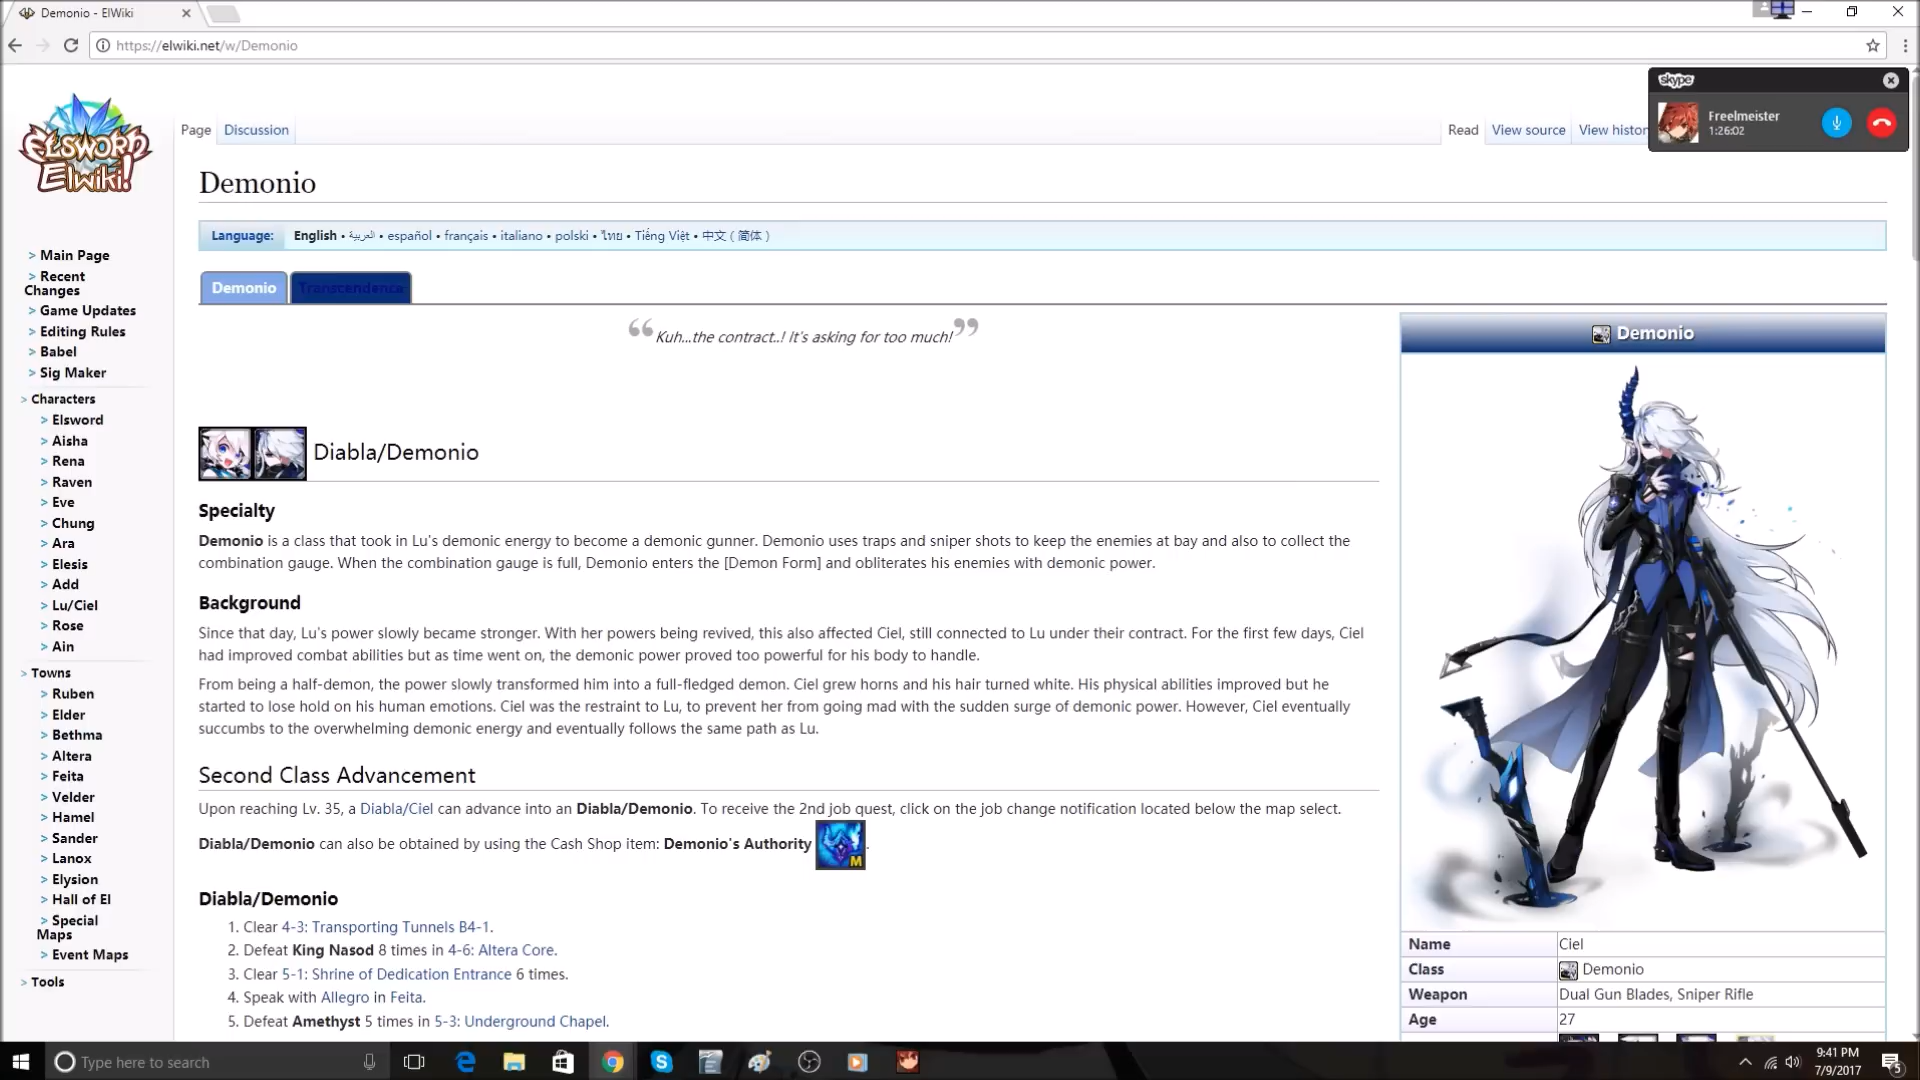 Demonio - ElWiki
https://elwiki.net/w/Demonio
skype
Freelmeister
1:26:02
ELSWORD
ElWiki!
Page
Discussion
Read
View source
View histor
Demonio
Language: English • العربية • español • français • italiano • polski • ไทย • Tiếng Việt • 中文 ( 简体 )
Demonio
Transcendence
“Kuh...the contract..! It's asking for too much!”
Diabla/Demonio
Specialty
Demonio is a class that took in Lu's demonic energy to become a demonic gunner. Demonio uses traps and sniper shots to keep the enemies at bay and also to collect the
combination gauge. When the combination gauge is full, Demonio enters the [Demon Form] and obliterates his enemies with demonic power.
Background
Since that day, Lu's power slowly became stronger. With her powers being revived, this also affected Ciel, still connected to Lu under their contract. For the first few days, Ciel
had improved combat abilities but as time went on, the demonic power proved too powerful for his body to handle.
From being a half-demon, the power slowly transformed him into a full-fledged demon. Ciel grew horns and his hair turned white. His physical abilities improved but he
started to lose hold on his human emotions. Ciel was the restraint to Lu, to prevent her from going mad with the sudden surge of demonic power. However, Ciel eventually
succumbs to the overwhelming demonic energy and eventually follows the same path as Lu.
Second Class Advancement
Upon reaching Lv. 35, a Diabla/Ciel can advance into an Diabla/Demonio. To receive the 2nd job quest, click on the job change notification located below the map select.
Diabla/Demonio can also be obtained by using the Cash Shop item: Demonio's Authority M.
Diabla/Demonio
1. Clear 4-3: Transporting Tunnels B4-1.
2. Defeat King Nasod 8 times in 4-6: Altera Core.
3. Clear 5-1: Shrine of Dedication Entrance 6 times.
4. Speak with Allegro in Feita.
5. Defeat Amethyst 5 times in 5-3: Underground Chapel.
> Main Page
> Recent
Changes
> Game Updates
> Editing Rules
> Babel
> Sig Maker
> Characters
> Elsword
> Aisha
> Rena
> Raven
> Eve
> Chung
> Ara
> Elesis
> Add
> Lu/Ciel
> Rose
> Ain
> Towns
> Ruben
> Elder
> Bethma
> Altera
> Feita
> Velder
> Hamel
> Sander
> Lanox
> Elysion
> Hall of El
> Special
Maps
> Event Maps
> Tools
Demonio
Name Ciel
Class Demonio
Weapon Dual Gun Blades, Sniper Rifle
Age 27
Type here to search
9:41 PM
7/9/2017
5